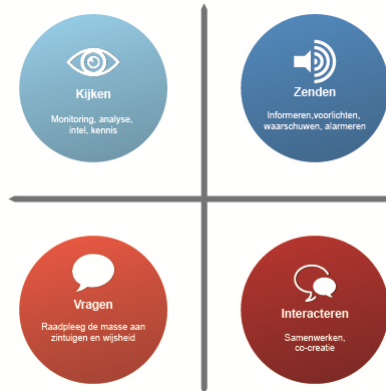 Kijken
Monitoring, analyse,
intel, kennis
Zenden
Informeren,voorlichten,
waarschuwen, alarmeren
Vragen
Raadpleeg de masse aan
zintuigen en wijsheid
Interacteren
Samenwerken,
co-creatie